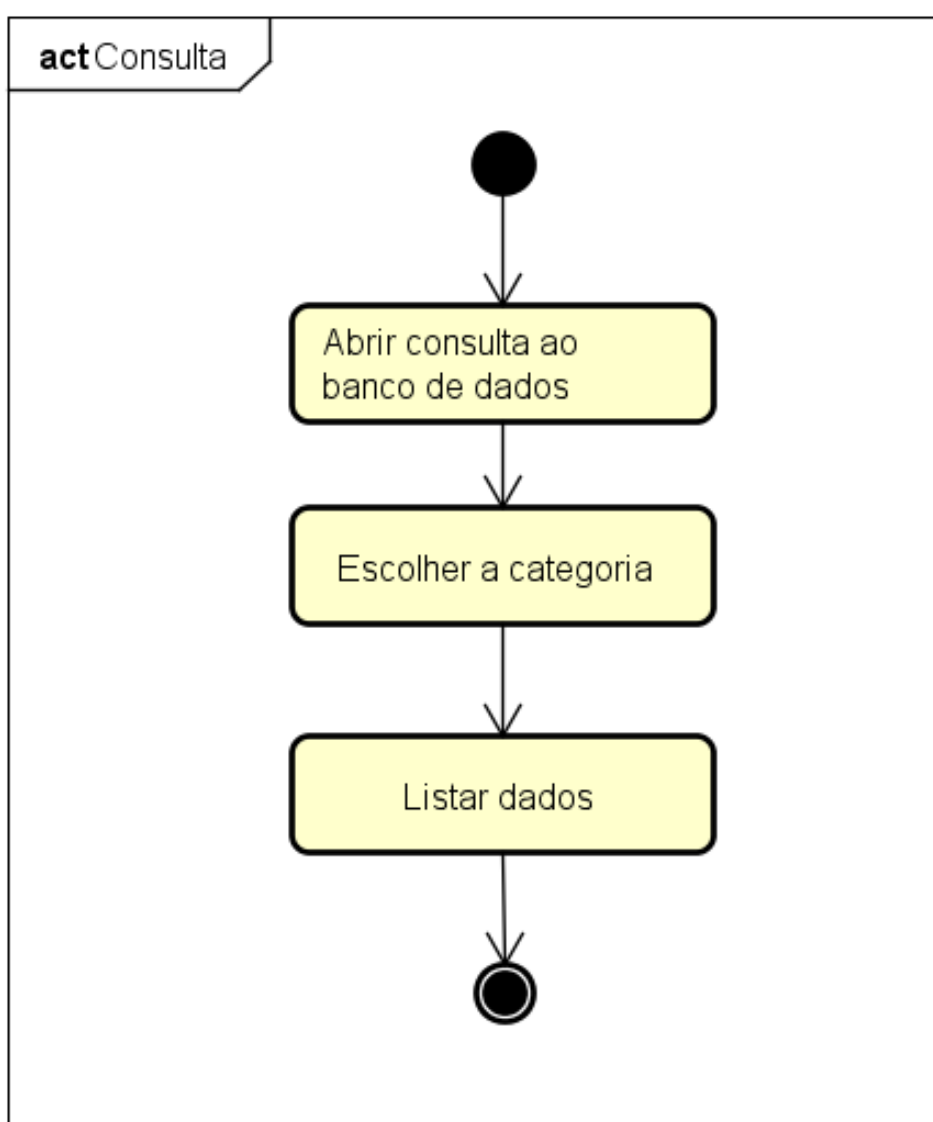 act Consulta
Abrir consulta ao
banco de dados
Escolher a categoria
Listar dados